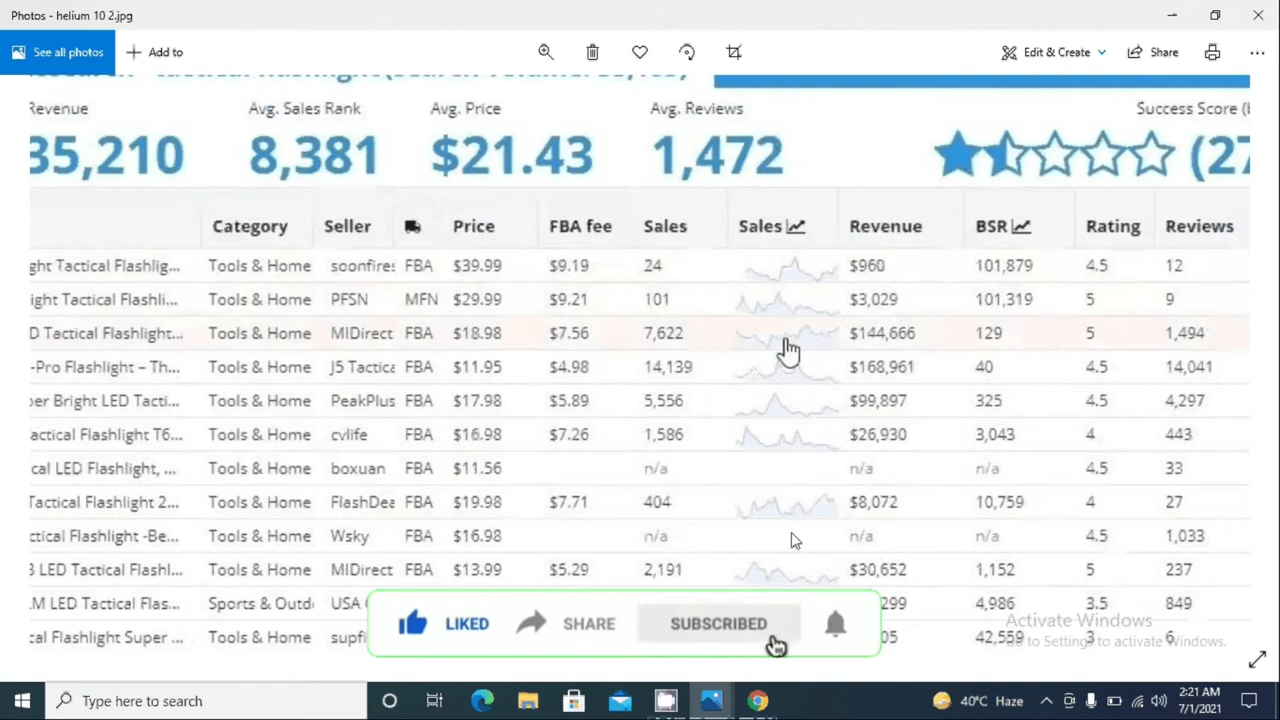 Photos - helium 10 2.jpg
See all photos Add to Edit & Create Share
Revenue Avg. Sales Rank Avg. Price Avg. Reviews Success Score
35,210 8,381 $21.43 1,472 (27
Category Seller Price FBA fee Sales Sales Revenue BSR Rating Reviews
ght Tactical Flashlig... Tools & Home soonfires FBA $39.99 $9.19 24 $960 101,879 4.5 12
ight Tactical Flashli... Tools & Home PFSN MFN $29.99 $9.21 101 $3,029 101,319 5 9
D Tactical Flashlight... Tools & Home MIDirect FBA $18.98 $7.56 7,622 $144,666 129 5 1,494
-Pro Flashlight – Th... Tools & Home J5 Tactica FBA $11.95 $4.98 14,139 $168,961 40 4.5 14,041
per Bright LED Tacti... Tools & Home PeakPlus FBA $17.98 $5.89 5,556 $99,897 325 4.5 4,297
actical Flashlight T6... Tools & Home cvlife FBA $16.98 $7.26 1,586 $26,930 3,043 4 443
cal LED Flashlight, ... Tools & Home boxuan FBA $11.56 n/a n/a n/a 4.5 33
Tactical Flashlight 2... Tools & Home FlashDea FBA $19.98 $7.71 404 $8,072 10,759 4 27
ctical Flashlight -Be... Tools & Home Wsky $16.98 n/a n/a n/a 4.5 1,033
LED Tactical Flashl... Tools & Home MIDirect FBA $13.99 $5.29 2,191 $30,652 1,152 5 237
M LED Tactical Flas... Sports & Outd USA 299 4,986 3.5 849
cal Flashlight Super ... Tools & Home supfi 05 42,559 3 6
LIKED SHARE SUBSCRIBED
Activate Windows
Go to Settings to activate Windows.
Type here to search 40°C Haze 2:21 AM
7/1/2021